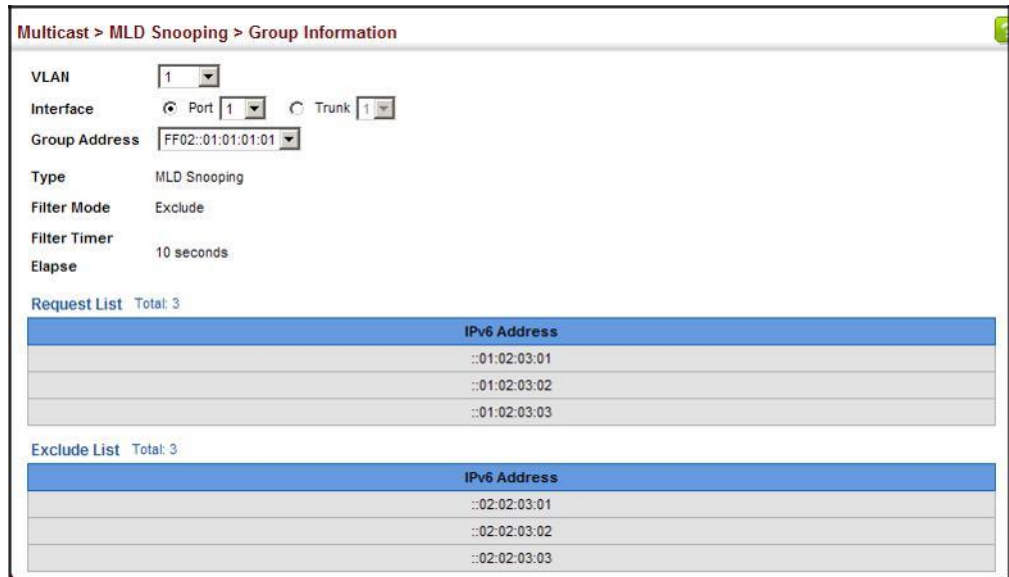 Multicast > MLD Snooping > Group Information
?
VLAN 1
Interface Port 1 Trunk 1
Group Address FF02::01:01:01:01
Type MLD Snooping
Filter Mode Exclude
Filter Timer
Elapse 10 seconds
Request List Total: 3
IPv6 Address
::01:02:03:01
::01:02:03:02
::01:02:03:03
Exclude List Total: 3
IPv6 Address
::02:02:03:01
::02:02:03:02
::02:02:03:03